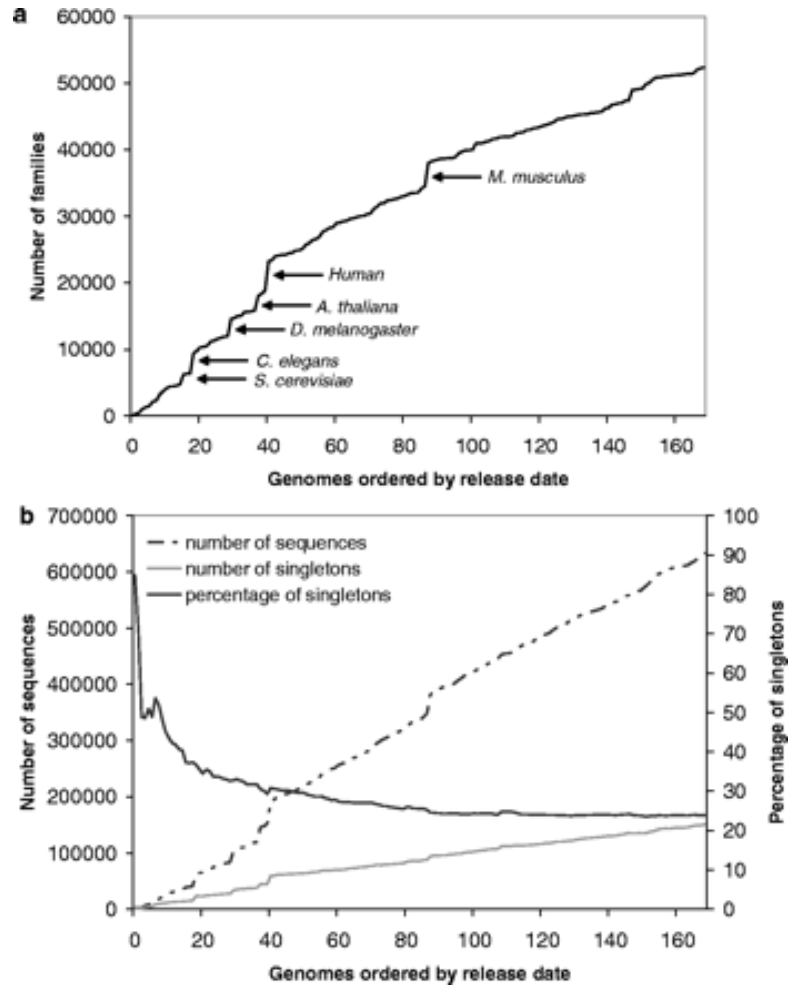 a
60000
50000
40000
30000
20000
10000
0
Number of families
M. musculus
Human
A. thaliana
D. melanogaster
C. elegans
S. cerevisiae
0 20 40 60 80 100 120 140 160
Genomes ordered by release date
b
700000
600000
500000
400000
300000
200000
100000
0
Number of sequences
number of sequences
number of singletons
percentage of singletons
100
90
80
70
60
50
40
30
20
10
0
Percentage of singletons
0 20 40 60 80 100 120 140 160
Genomes ordered by release date